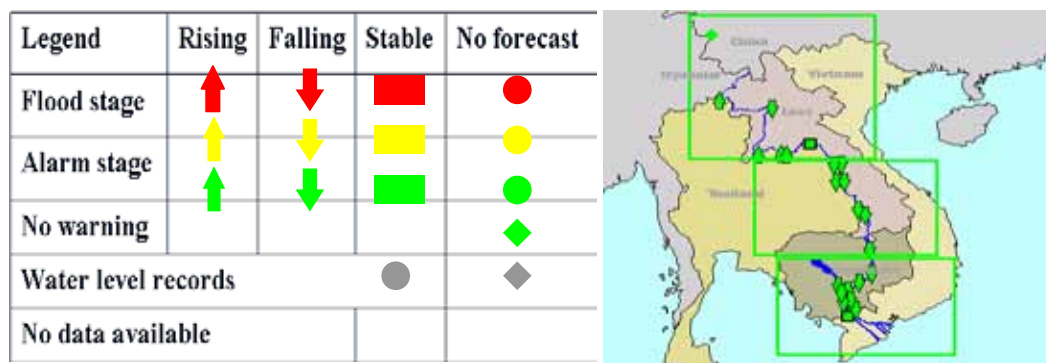 Legend Rising Falling Stable No forecast
Flood stage
Alarm stage
No warning
Water level records
No data available
China
Myanmar
Vietnam
Laos
Thailand